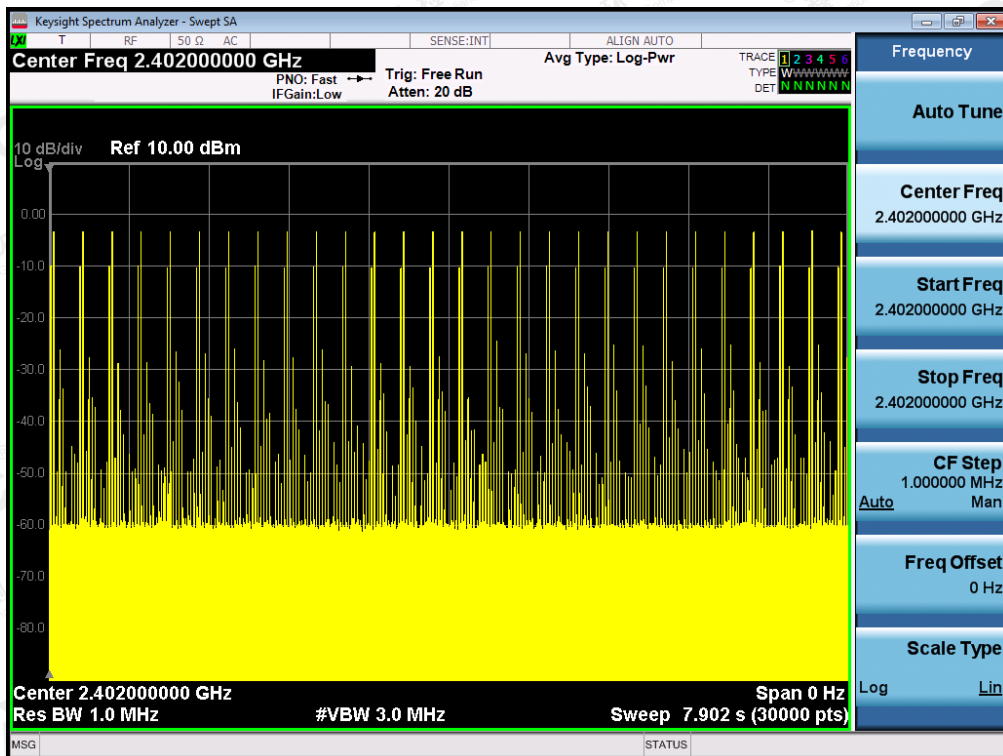 Keysight Spectrum Analyzer - Swept SA
LXI T RF 50 Ω AC SENSE:INT ALIGN AUTO
Center Freq 2.402000000 GHz
PNO: Fast
IFGain:Low
Trig: Free Run
Atten: 20 dB
Avg Type: Log-Pwr
TRACE 1 2 3 4 5 6
TYPE W
DET N N N N N N
10 dB/div Ref 10.00 dBm
Log
0.00
-10.0
-20.0
-30.0
-40.0
-50.0
-60.0
-70.0
-80.0
Center 2.402000000 GHz Span 0 Hz
Res BW 1.0 MHz #VBW 3.0 MHz Sweep 7.902 s (30000 pts)
MSG STATUS
Frequency
Auto Tune
Center Freq
2.402000000 GHz
Start Freq
2.402000000 GHz
Stop Freq
2.402000000 GHz
CF Step
1.000000 MHz
Auto Man
Freq Offset
0 Hz
Scale Type
Log Lin